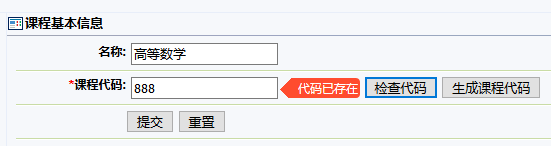 课程基本信息
名称: 高等数学
*课程代码: 888 代码已存在 检查代码 生成课程代码
提交 重置